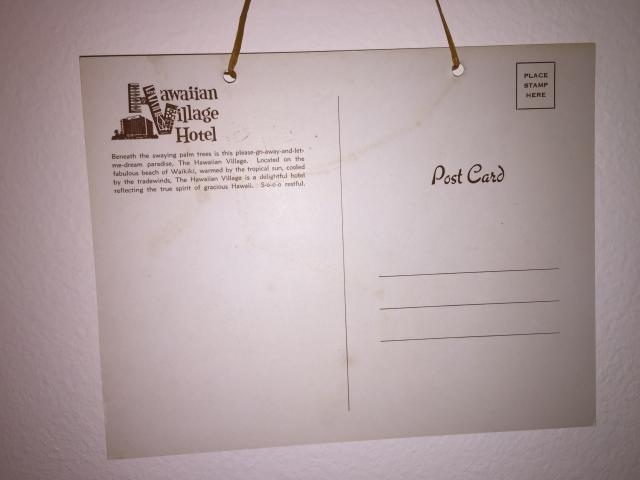 Hawaiian
Village
Hotel
Beneath the swaying palm trees is this please-go-away-and-let-
me-dream paradise, The Hawaiian Village. Located on the
fabulous beach of Waikiki, warmed by the tropical sun, cooled
by the tradewinds, The Hawaiian Village is a delightful hotel
reflecting the true spirit of gracious Hawaii. S-o-o-o restful.
PLACE
STAMP
HERE
Post Card